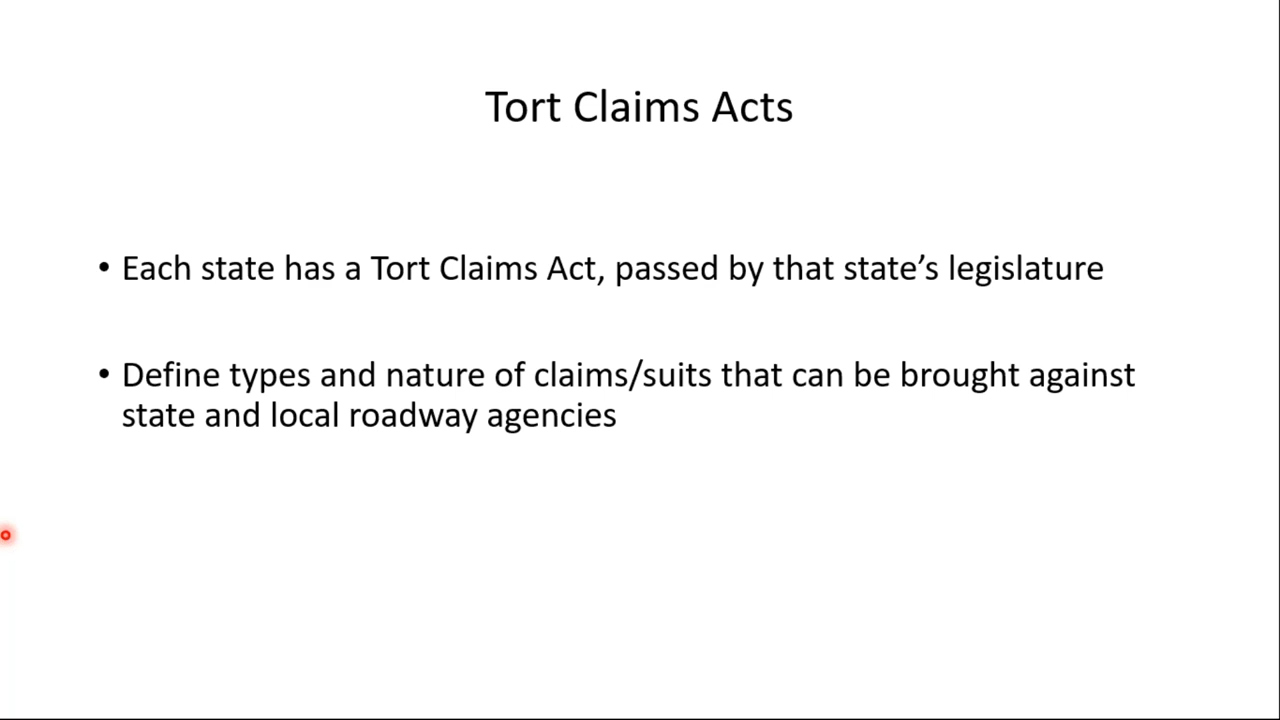 Tort Claims Acts
• Each state has a Tort Claims Act, passed by that state’s legislature
• Define types and nature of claims/suits that can be brought against
state and local roadway agencies